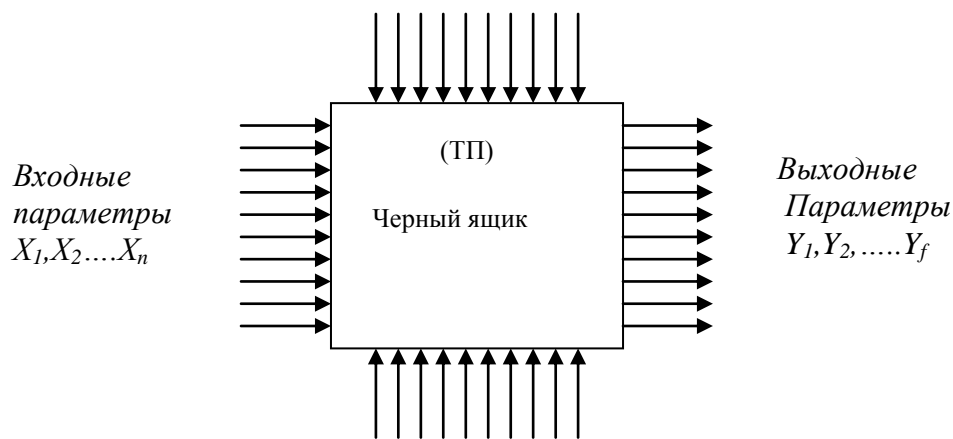 (ТП)
Черный ящик
Входные
параметры
X1,X2....Xn
Выходные
Параметры
Y1,Y2,.....Yf